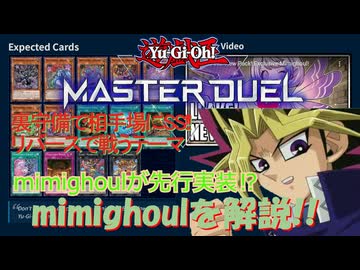 Expected Cards
Video
Yu-Gi-Oh!
MASTER DUEL
裏守備で相手場にSS
リバースで戦うテーマ
mimighoulが先行実装!?
mimighoulを解説!!